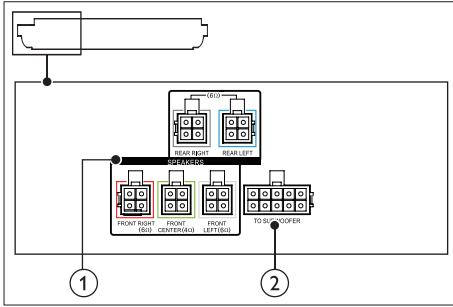 (6Ω)
REAR RIGHT REAR LEFT
SPEAKERS
FRONT RIGHT (6Ω)
FRONT CENTER(4Ω)
FRONT LEFT(6Ω)
TO SUBWOOFER
1
2